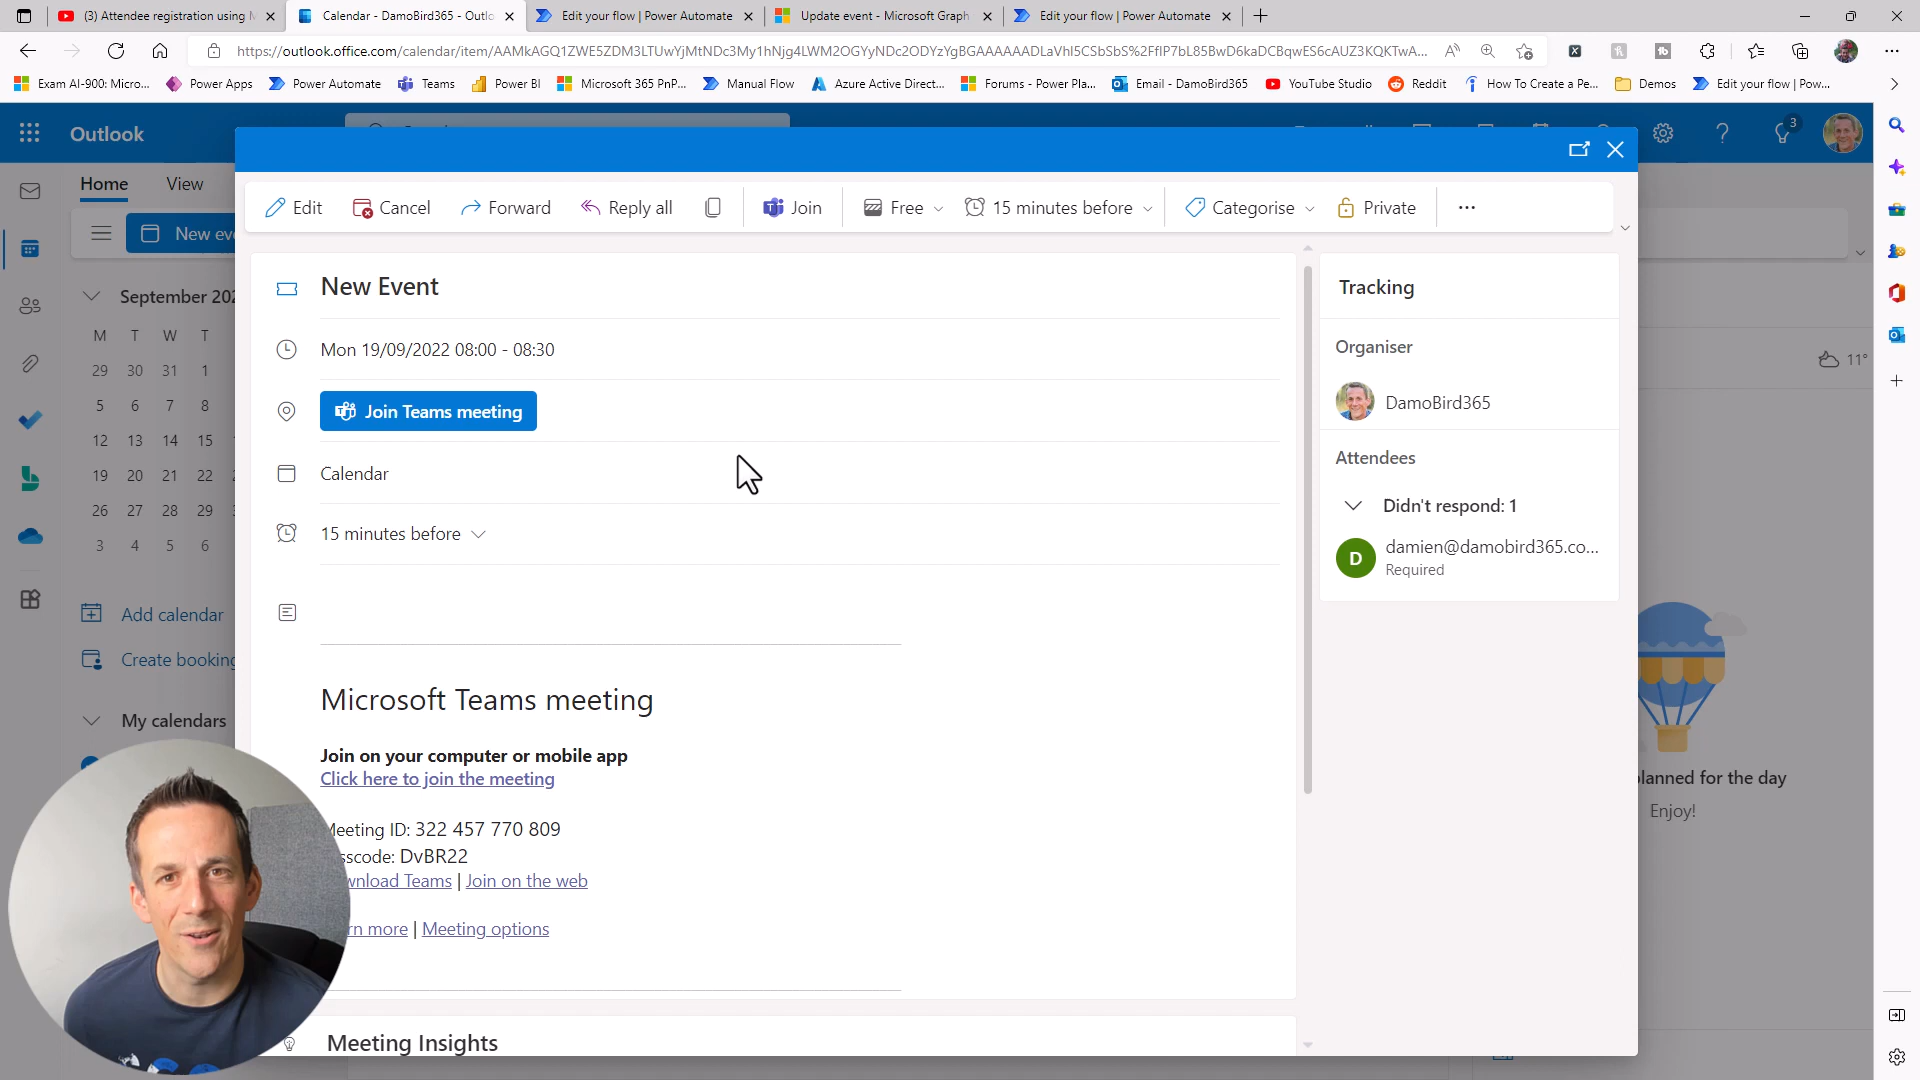 (3) Attendee registration using M
Calendar - DamoBird365 - Outlo
Edit your flow | Power Automate
Update event - Microsoft Graph
Edit your flow | Power Automate
https://outlook.office.com/calendar/item/AAMkAGQ1ZWE5ZDM3LTUwYjMtNDc3My1hNjg4LWM2OGYyNDc2ODYzYgBGAAAAAADLaVhI5CSbSbS%2FfIP7bL85BwD6kaDCBqwES6cAUZ3KQKTwA...
Exam AI-900: Micro...
Power Apps
Power Automate
Teams
Power BI
Microsoft 365 PnP...
Manual Flow
Azure Active Direct...
Forums - Power Pla...
Email - DamoBird365
YouTube Studio
Reddit
How To Create a Pe...
Demos
Edit your flow | Pow...
Outlook
3
Home View
New eve
Edit Cancel Forward Reply all Join Free 15 minutes before Categorise Private
September 202
M T W T
29 30 31 1
5 6 7 8
12 13 14 15
19 20 21 22
26 27 28 29
3 4 5 6
Add calendar
Create booking
My calendars
New Event
Mon 19/09/2022 08:00 - 08:30
Join Teams meeting
Calendar
15 minutes before
Microsoft Teams meeting
Join on your computer or mobile app
Click here to join the meeting
Meeting ID: 322 457 770 809
sscode: DvBR22
wnload Teams | Join on the web
rn more | Meeting options
Meeting Insights
Tracking
Organiser
DamoBird365
Attendees
Didn't respond: 1
D
damien@damobird365.co...
Required
11°
lanned for the day
Enjoy!